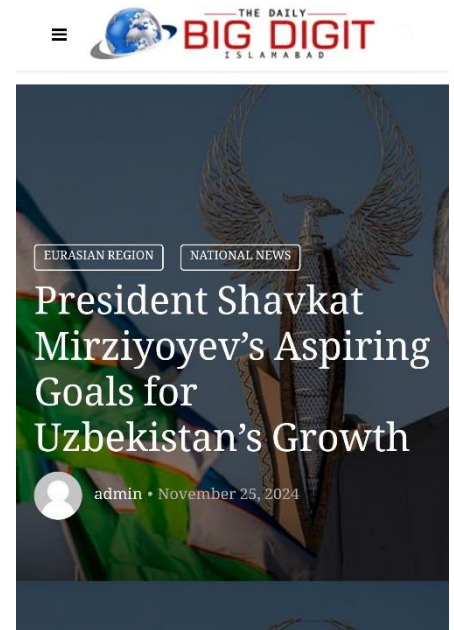 THE DAILY
BIG DIGIT
ISLAMABAD
EURASIAN REGION
NATIONAL NEWS
President Shavkat
Mirziyoyev’s Aspiring
Goals for
Uzbekistan’s Growth
admin • November 25, 2024